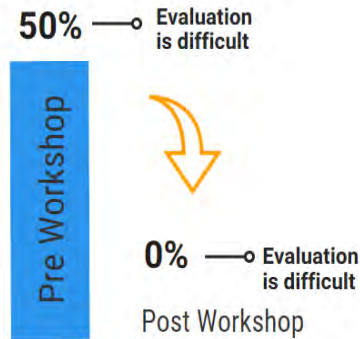 50%
Evaluation
is difficult
Pre Workshop
0%
Evaluation
is difficult
Post Workshop